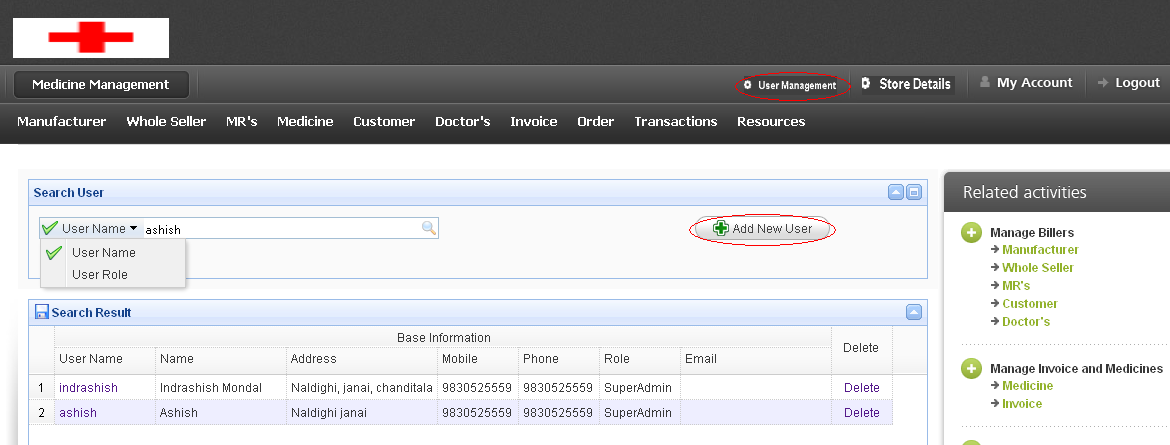 Medicine Management
User Management
Store Details
My Account
Logout
Manufacturer Whole Seller MR's Medicine Customer Doctor's Invoice Order Transactions Resources
Search User
User Name ashish
Add New User
User Name
User Role
Search Result
Base Information
User Name Name Address Mobile Phone Role Email Delete
1 indrashish Indrashish Mondal Naldighi, janai, chanditala 9830525559 9830525559 SuperAdmin Delete
2 ashish Ashish Naldighi janai 9830525559 9830525559 SuperAdmin Delete
Related activities
Manage Billers
Manufacturer
Whole Seller
MR's
Customer
Doctor's
Manage Invoice and Medicines
Medicine
Invoice